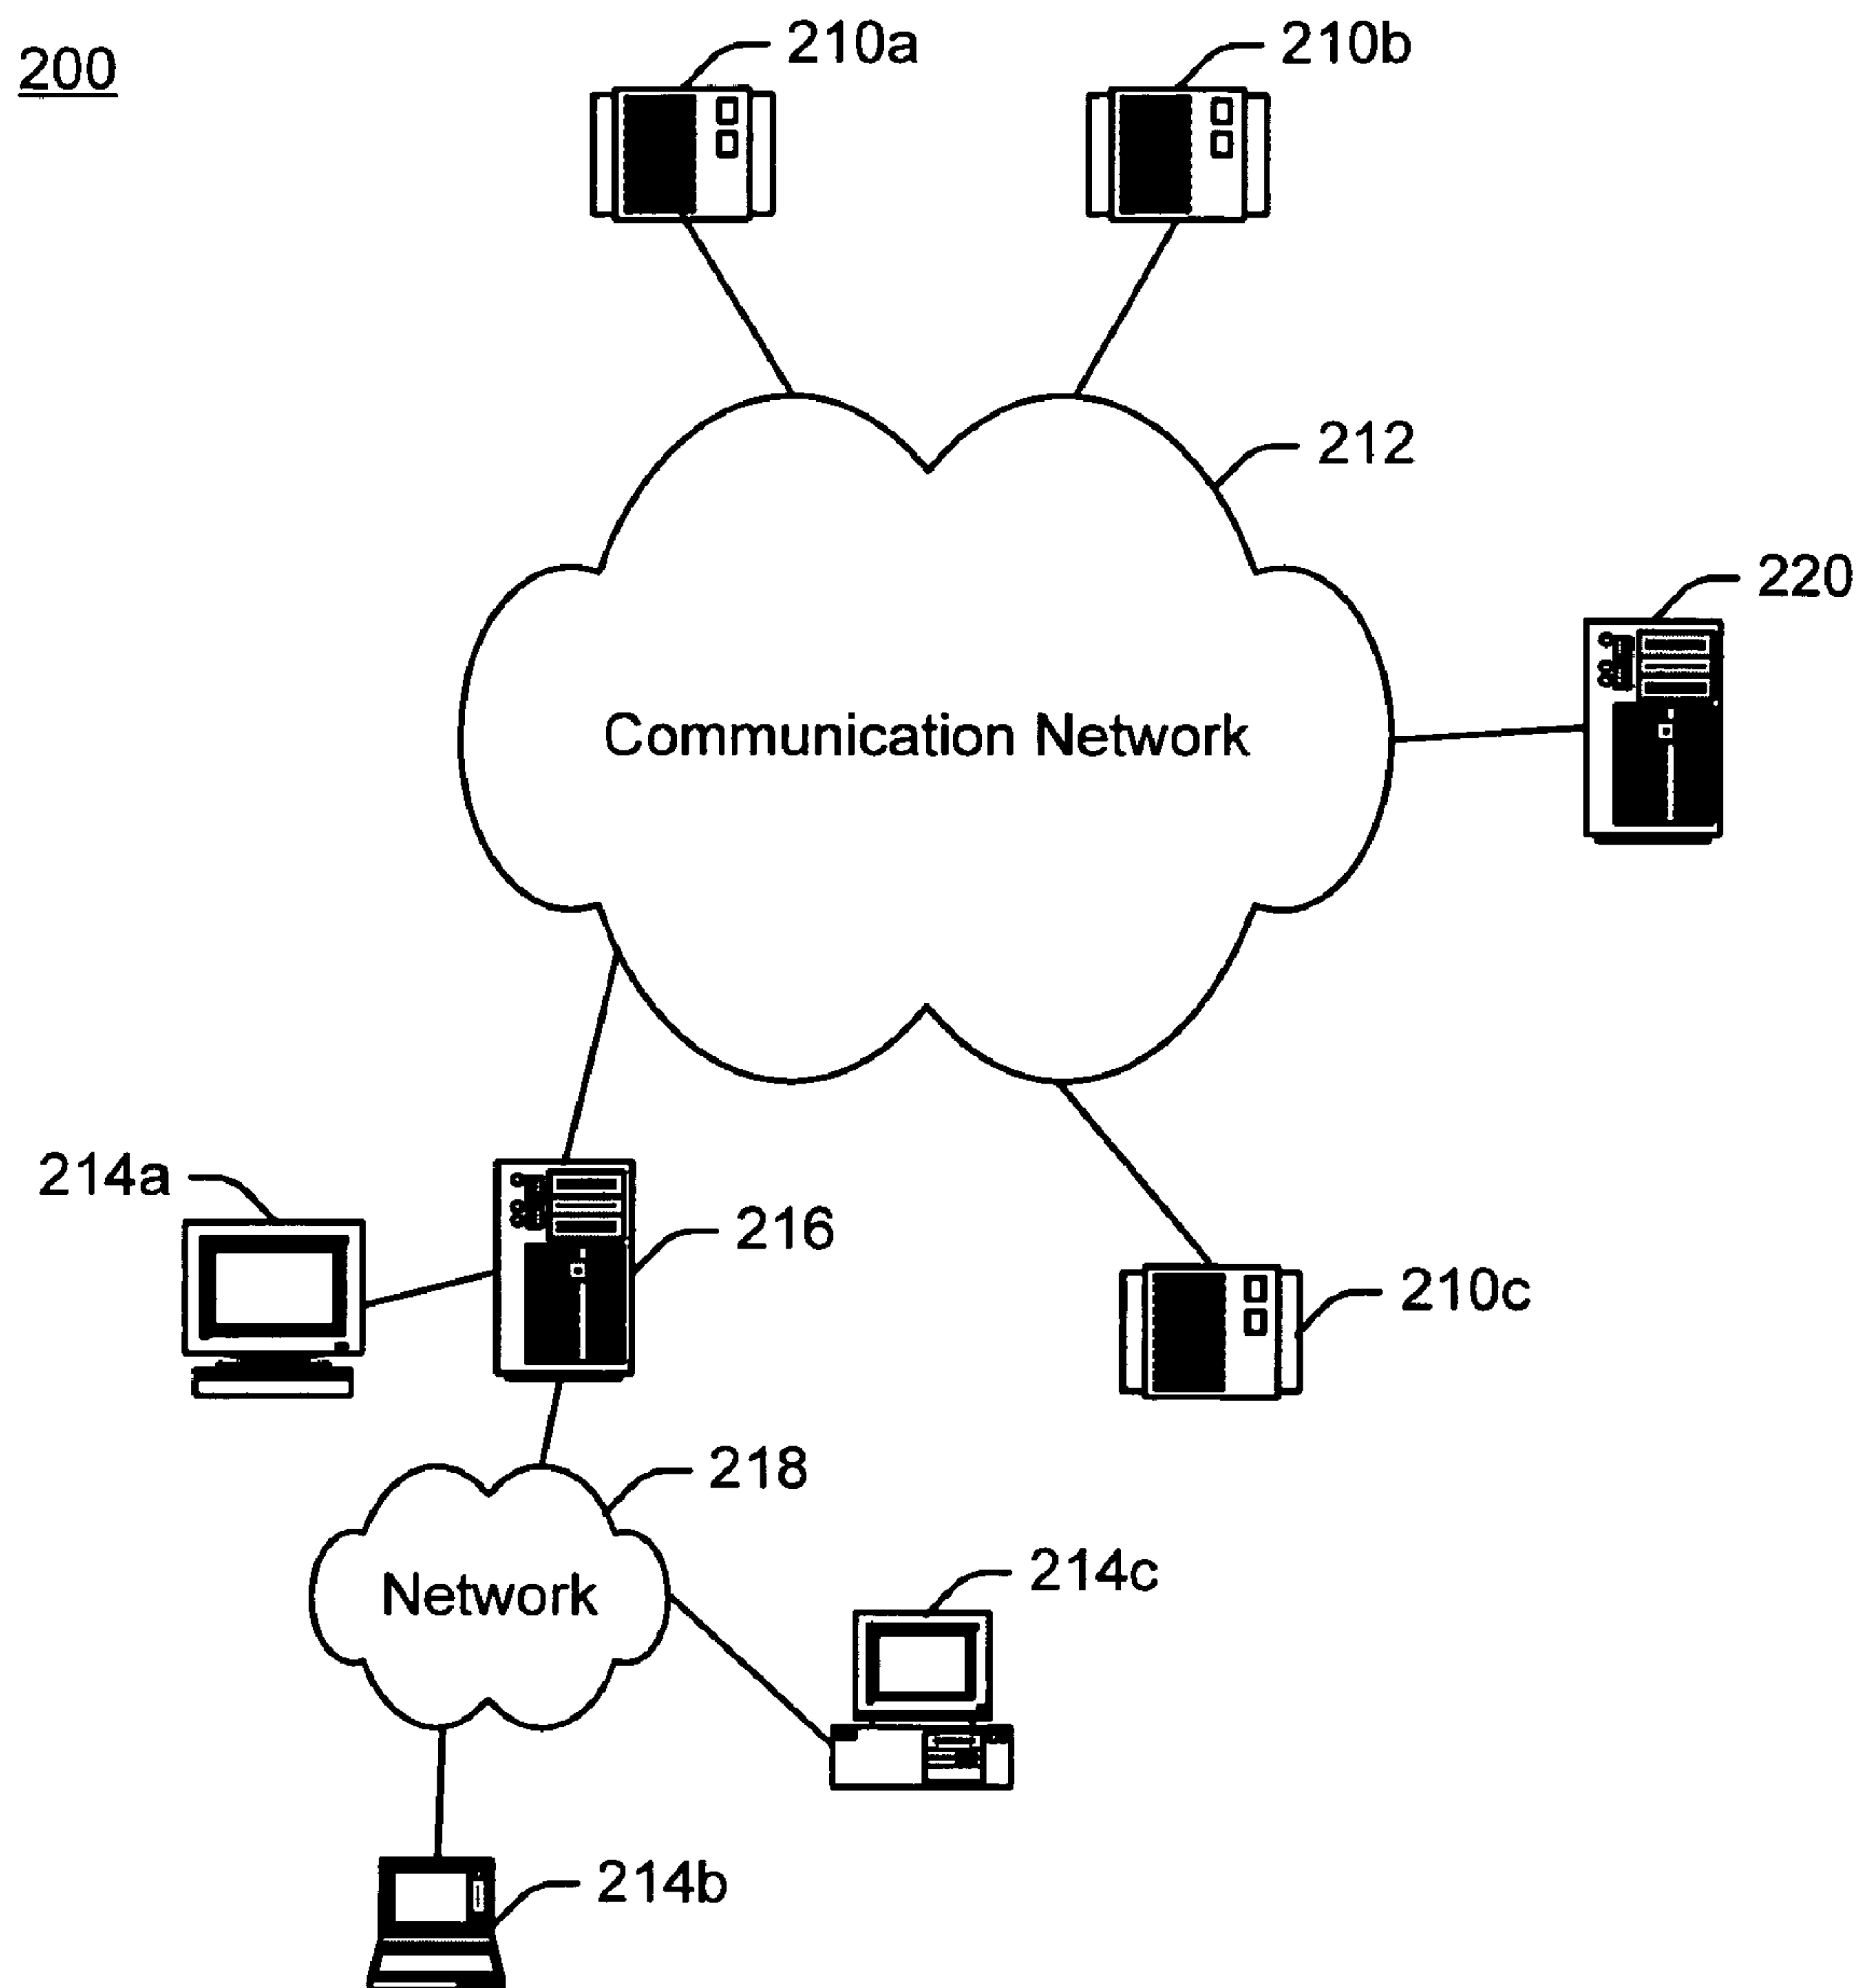 200
210a
210b
212
220
Communication Network
214a
216
210c
218
Network
214c
214b